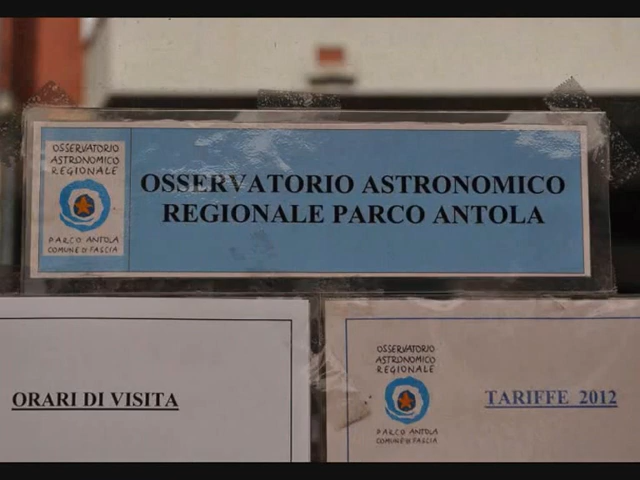 OSSERVATORIO
ASTRONOMICO
REGIONALE
PARCO ANTOLA
COMUNE DI FASCIA
OSSERVATORIO ASTRONOMICO
REGIONALE PARCO ANTOLA
ORARI DI VISITA
OSSERVATORIO
ASTRONOMICO
REGIONALE
PARCO ANTOLA
COMUNE DI FASCIA
TARIFFE 2012